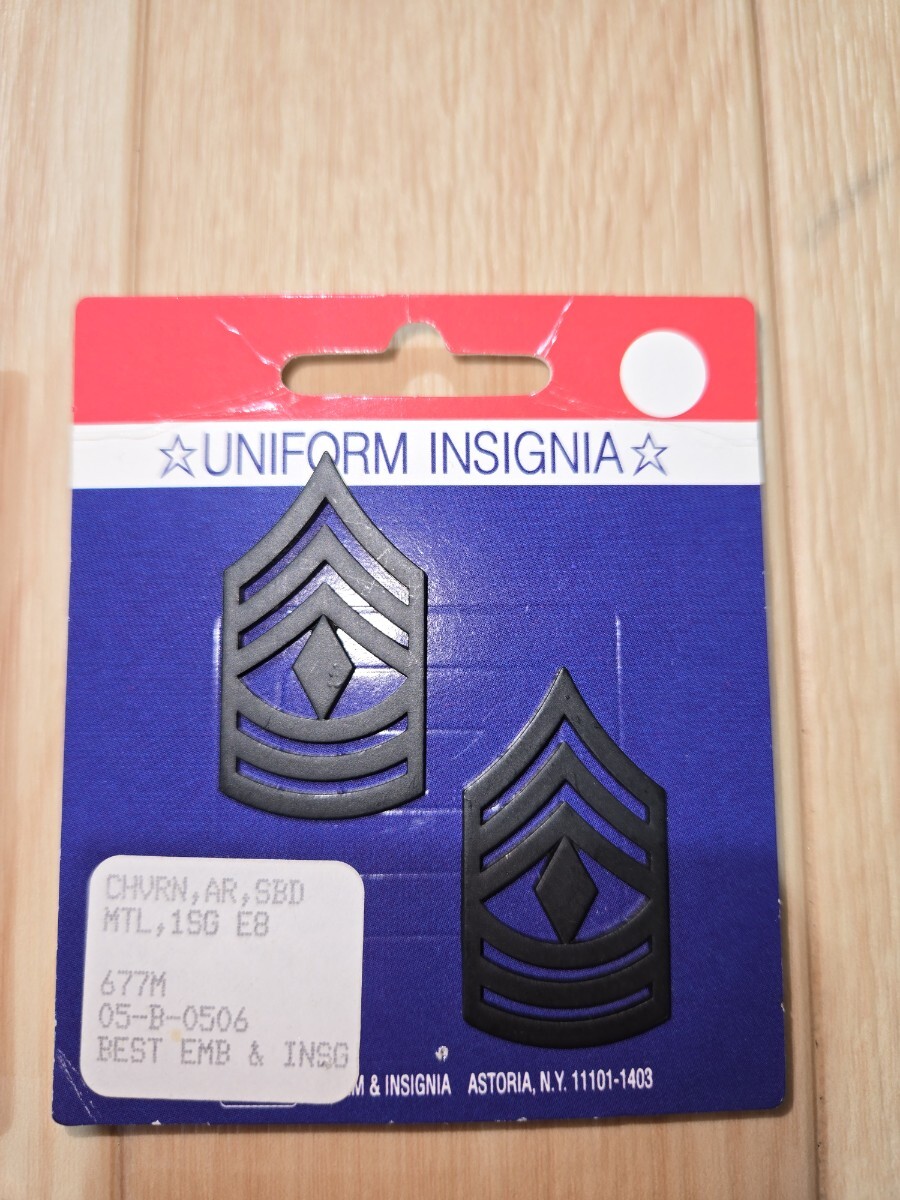 ☆UNIFORM INSIGNIA☆
CHVRN,AR,SBD
MTL,1SG E8
677M
05-B-0506
BEST EMB & INSG
M & INSIGNIA ASTORIA, N.Y. 11101-1403